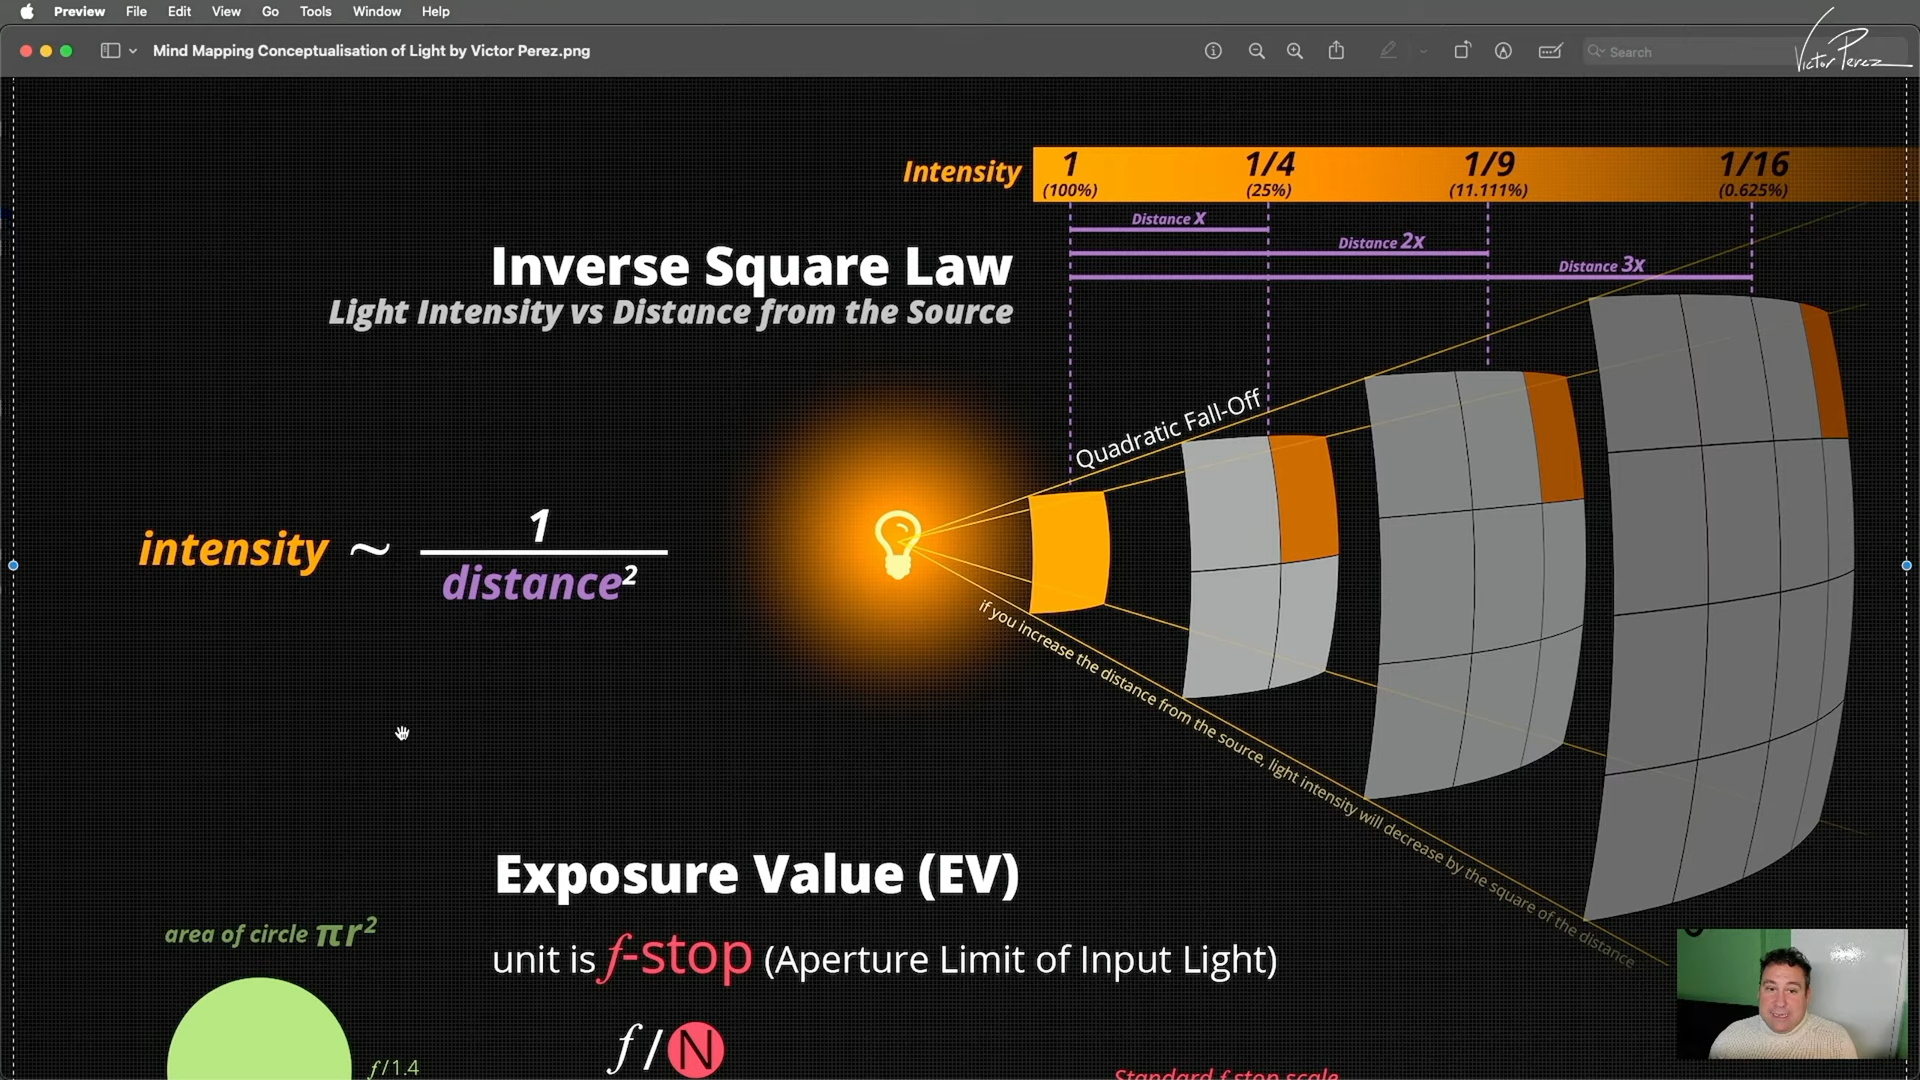 Preview File Edit View Go Tools Window Help
Mind Mapping Conceptualisation of Light by Victor Perez.png
Search
Victor Perez
Intensity
1 1/4 1/9 1/16
(100%) (25%) (11.111%) (0.625%)
Distance x
Distance 2x
Distance 3x
Inverse Square Law
Light Intensity vs Distance from the Source
Quadratic Fall-Off
intensity ~ 1
distance²
if you increase the distance from the source, light intensity will decrease by the square of the distance
Exposure Value (EV)
area of circle πr²
unit is f-stop (Aperture Limit of Input Light)
f/N
f/1.4
Standard f stop scale